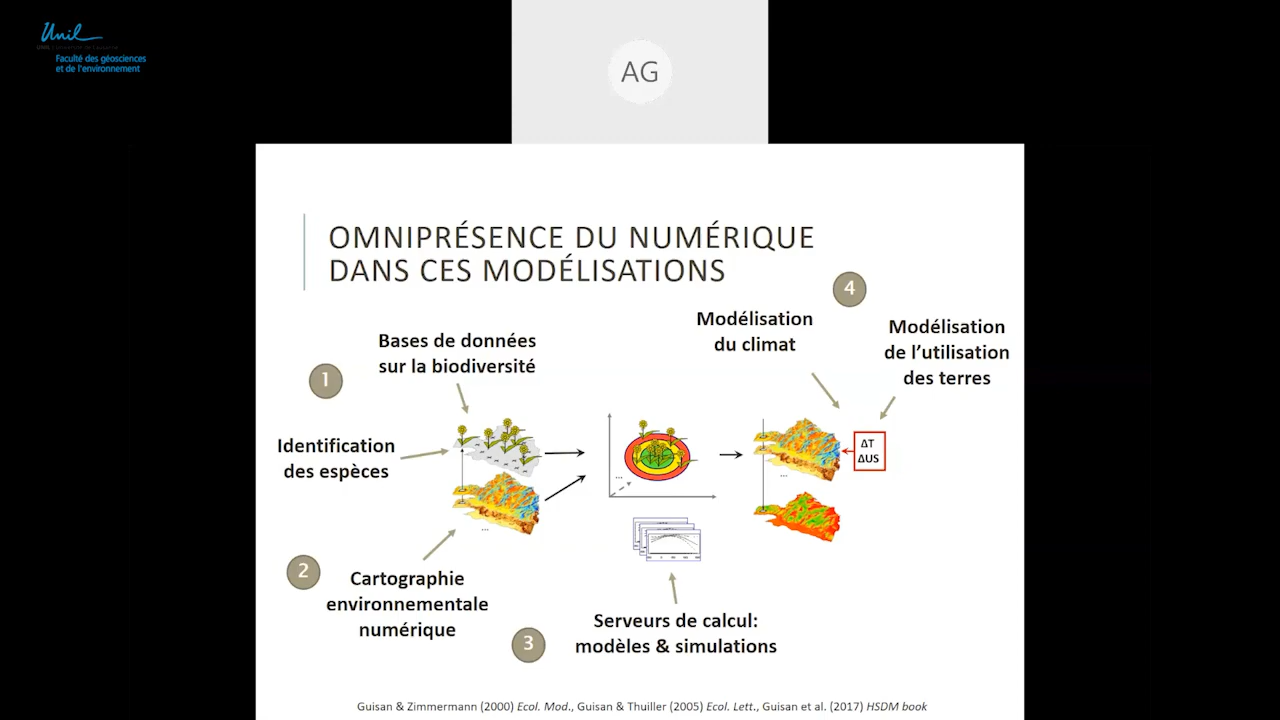 Unil
Faculté des géosciences
et de l'environnement
AG
OMNIPRÉSENCE DU NUMÉRIQUE
DANS CES MODÉLISATIONS
4
Modélisation
du climat
Modélisation
de l’utilisation
des terres
Bases de données
sur la biodiversité
1
Identification
des espèces
ΔT
ΔUS
...
...
...
2
Cartographie
environnementale
numérique
3
Serveurs de calcul:
modèles & simulations
Guisan & Zimmermann (2000) Ecol. Mod., Guisan & Thuiller (2005) Ecol. Lett., Guisan et al. (2017) HSDM book